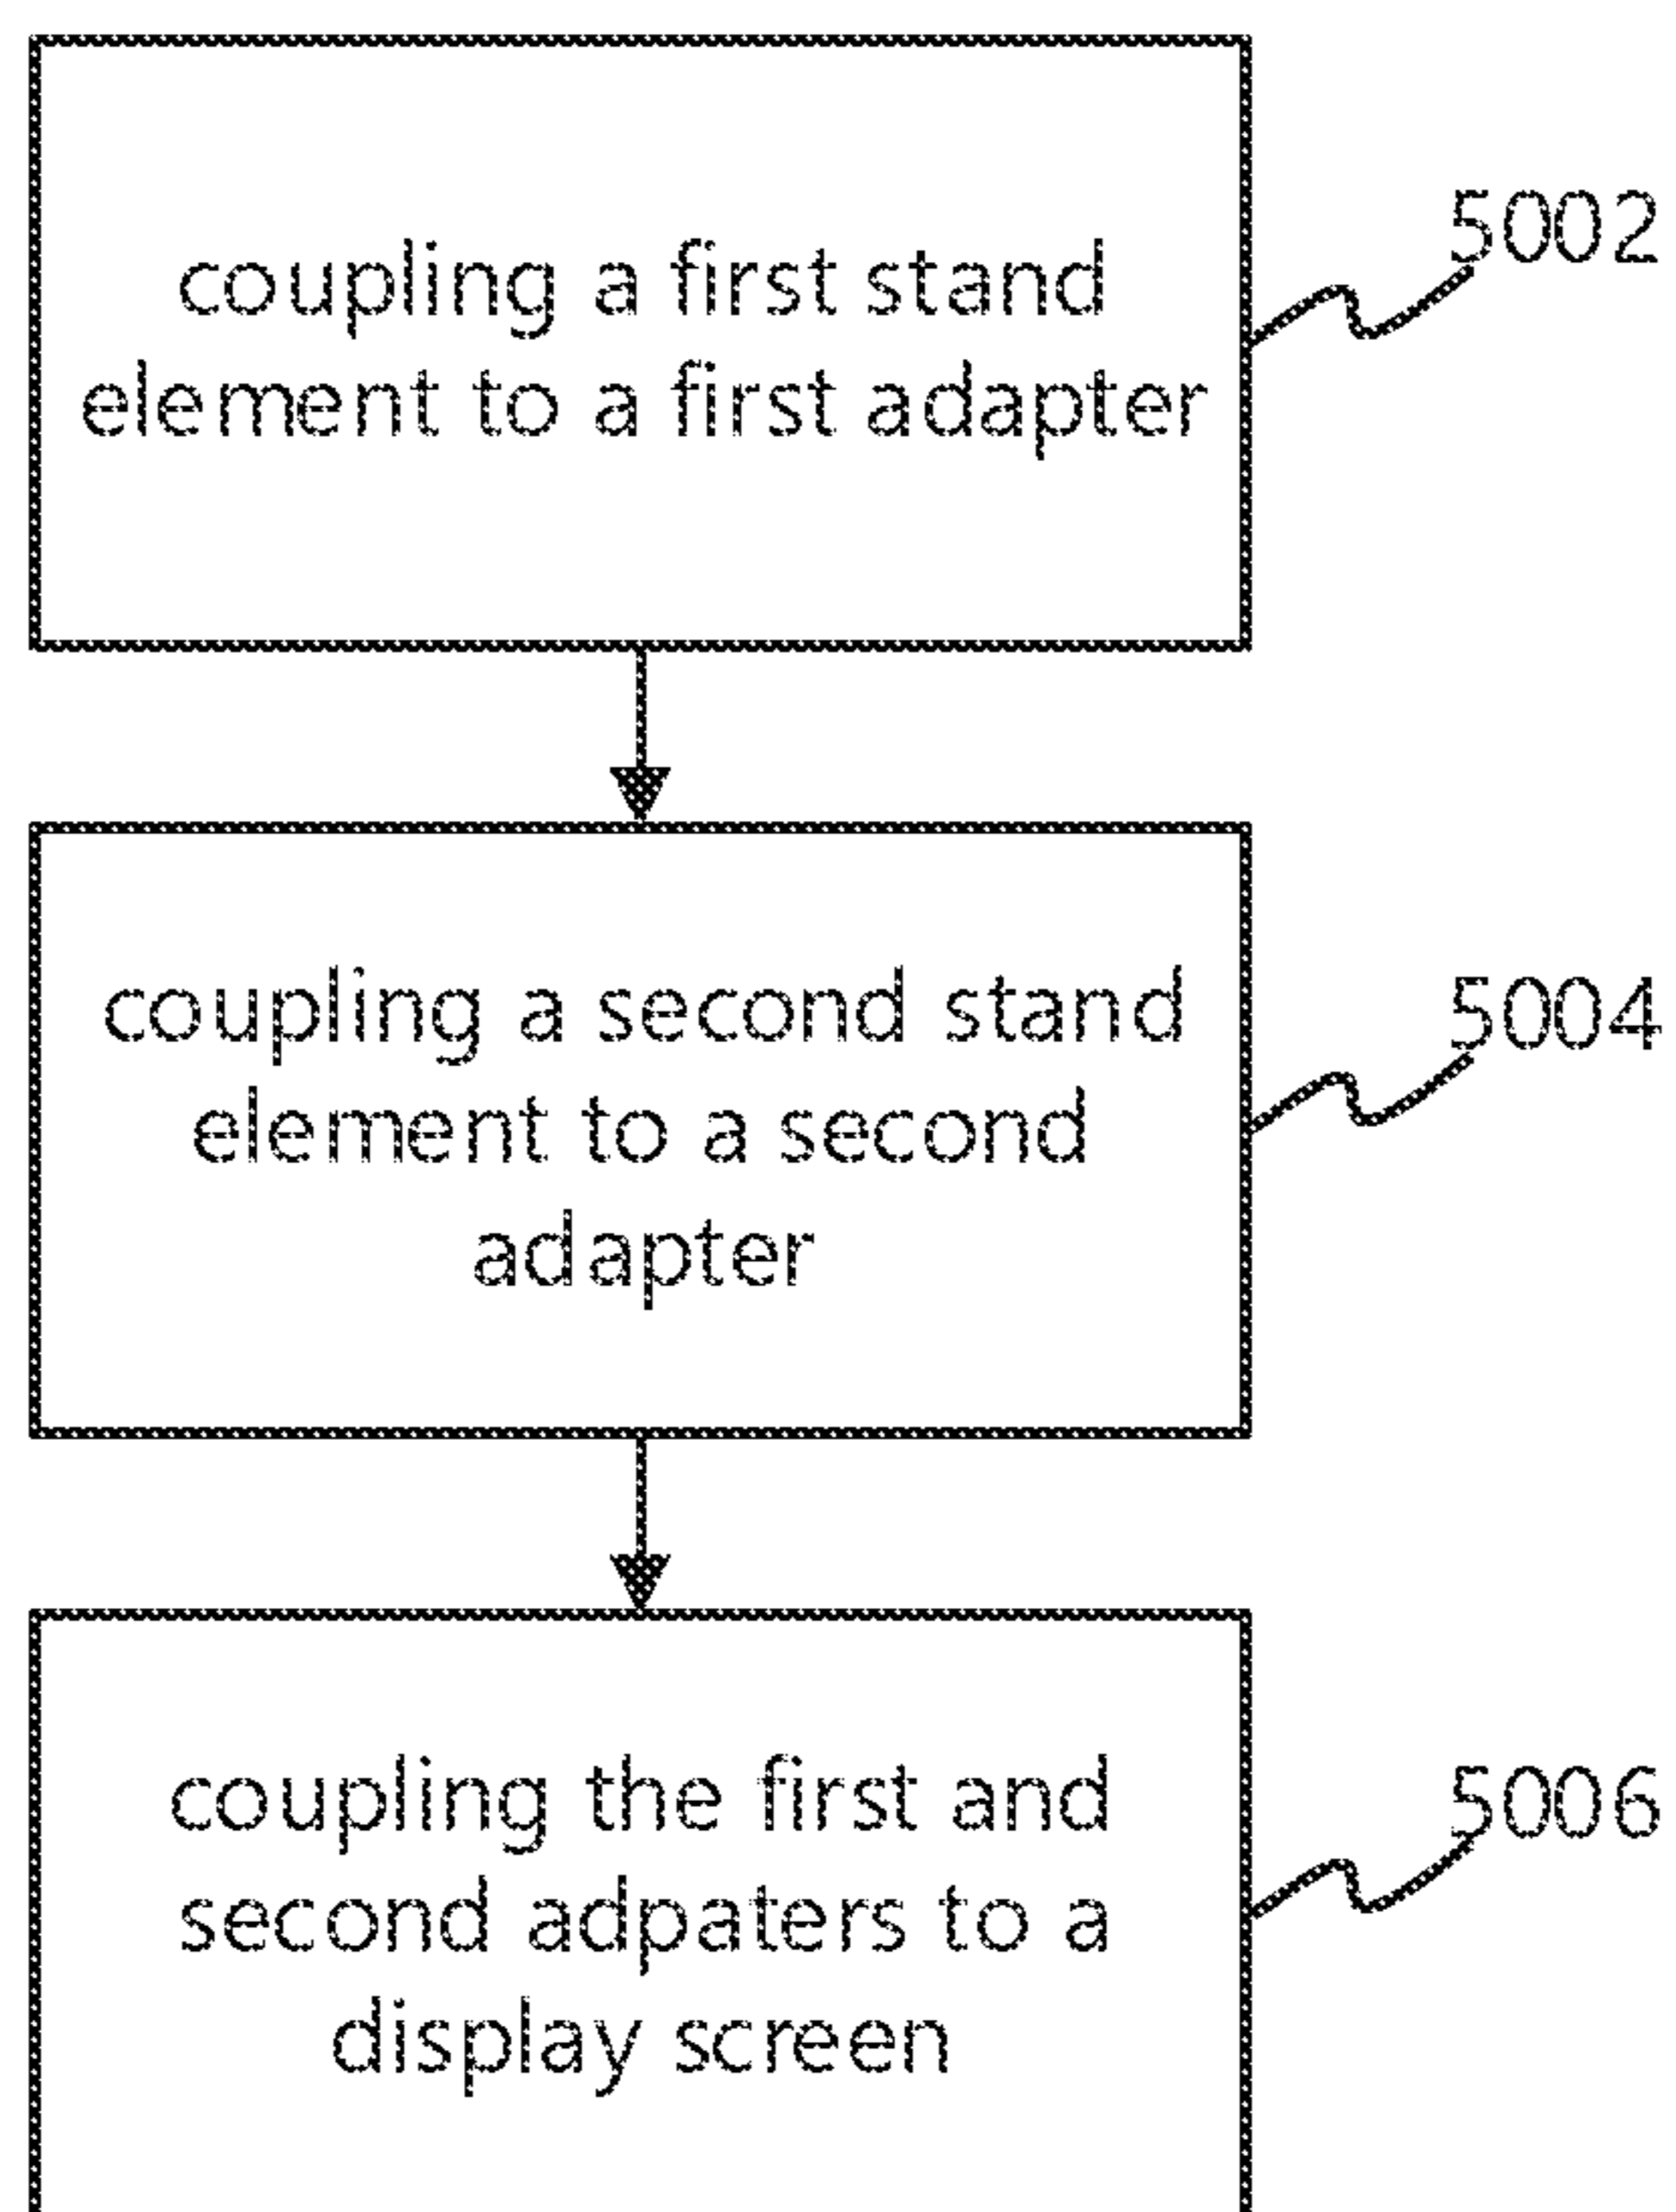 coupling a first stand
element to a first adapter
5002
coupling a second stand
element to a second
adapter
5004
coupling the first and
second adpaters to a
display screen
5006